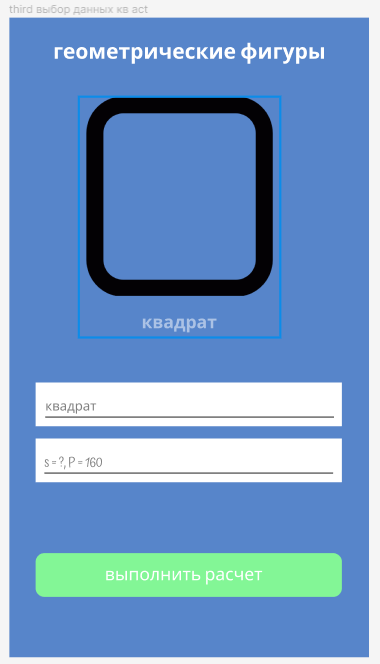 third выбор данных кв act
геометрические фигуры
квадрат
квадрат
s = ?, P = 160
выполнить расчет